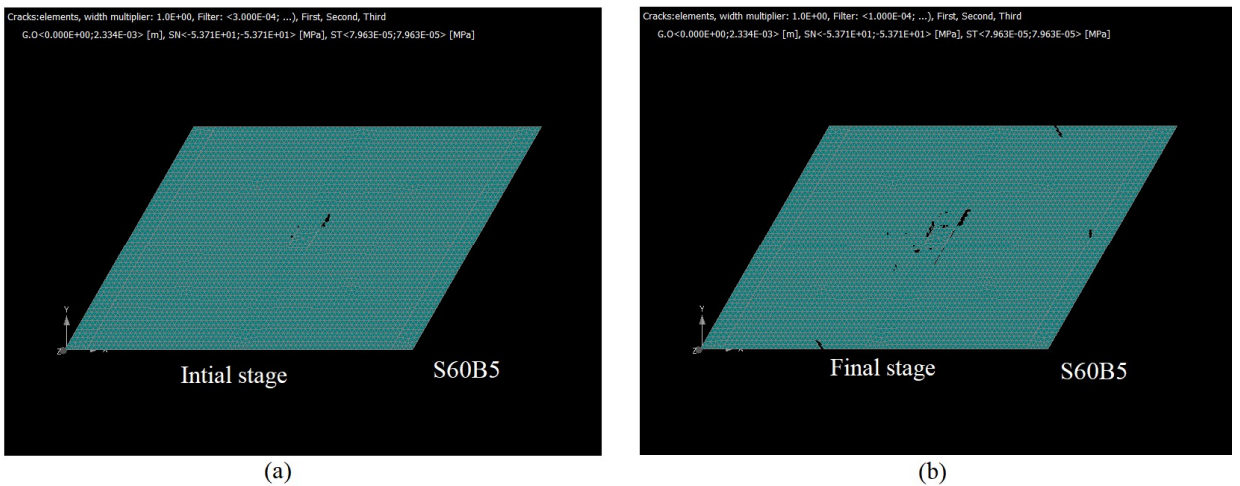 Cracks:elements, width multiplier: 1.0E+00, Filter: <3.000E-04; ...), First, Second, Third
G.O<0.000E+00;2.334E-03> [m], SN<-5.371E+01;-5.371E+01> [MPa], ST<7.963E-05;7.963E-05> [MPa]
Y
Z
X
Intial stage
S60B5
(a)
Cracks:elements, width multiplier: 1.0E+00, Filter: <1.000E-04; ...), First, Second, Third
G.O<0.000E+00;2.334E-03> [m], SN<-5.371E+01;-5.371E+01> [MPa], ST<7.963E-05;7.963E-05> [MPa]
Y
Z
X
Final stage
S60B5
(b)